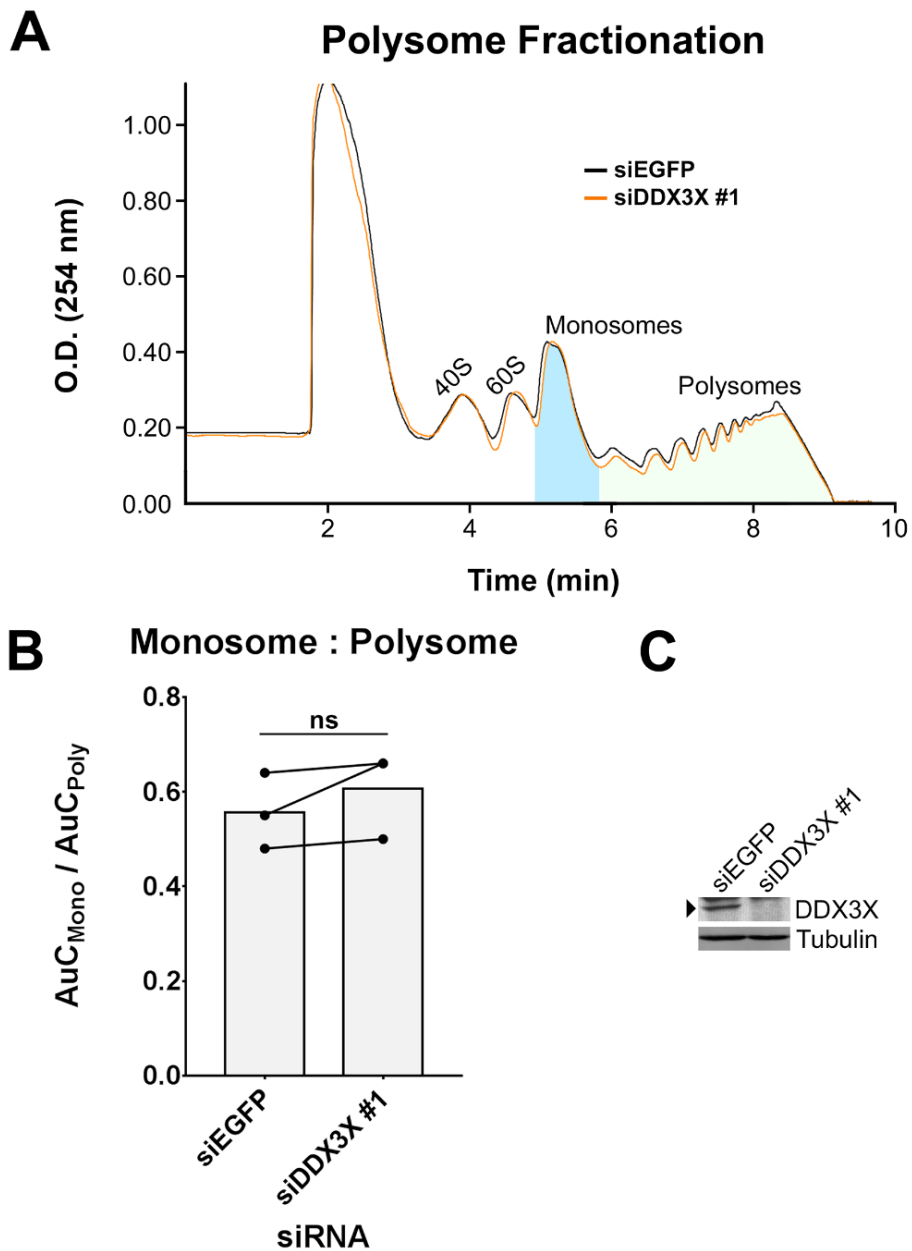 A
Polysome Fractionation
O.D. (254 nm)
1.00
0.80
0.60
0.40
0.20
0.00
siEGFP
siDDX3X #1
40S
60S
Monosomes
Polysomes
2
4
6
8
10
Time (min)
B
Monosome : Polysome
AuC_Mono / AuC_Poly
0.8
0.6
0.4
0.2
0.0
ns
siEGFP
siDDX3X #1
siRNA
C
siEGFP
siDDX3X #1
DDX3X
Tubulin